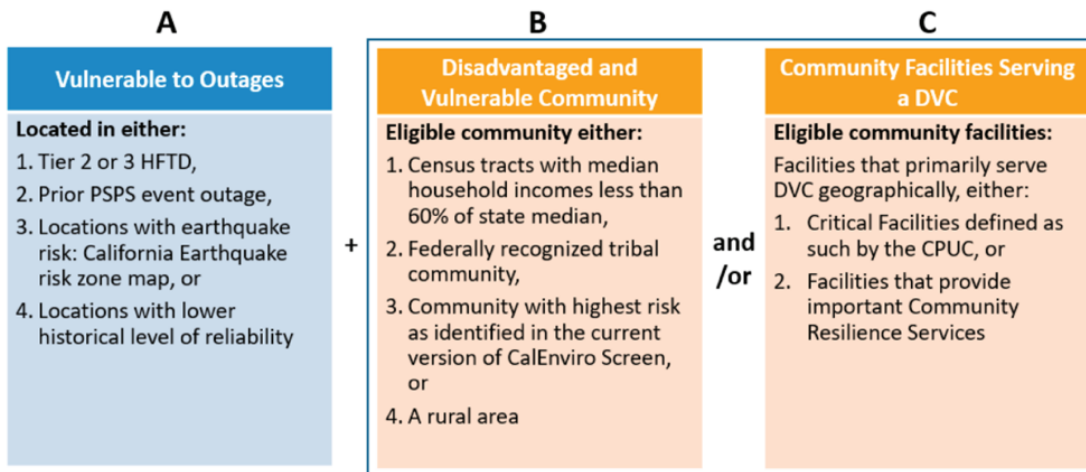 A
Vulnerable to Outages
Located in either:
1. Tier 2 or 3 HFTD,
2. Prior PSPS event outage,
3. Locations with earthquake
risk: California Earthquake
risk zone map, or
4. Locations with lower
historical level of reliability
+
B
Disadvantaged and
Vulnerable Community
Eligible community either:
1. Census tracts with median
household incomes less than
60% of state median,
2. Federally recognized tribal
community,
3. Community with highest risk
as identified in the current
version of CalEnviro Screen,
or
4. A rural area
and
/or
C
Community Facilities Serving
a DVC
Eligible community facilities:
Facilities that primarily serve
DVC geographically, either:
1. Critical Facilities defined as
such by the CPUC, or
2. Facilities that provide
important Community
Resilience Services